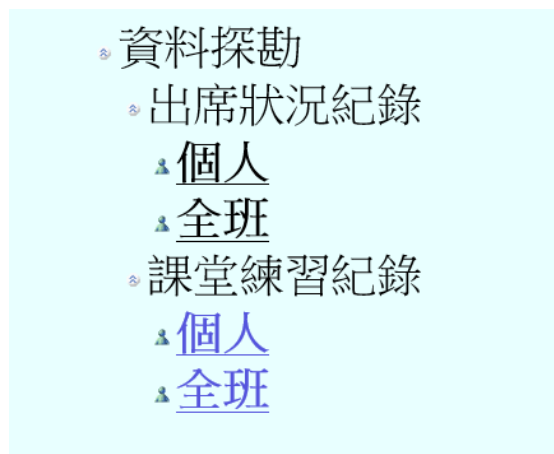 資料探勘
出席狀況紀錄
個人
全班
課堂練習紀錄
個人
全班